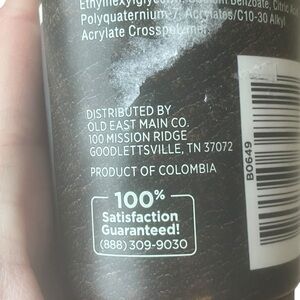 Ethylhexylglycerin, Sodium Benzoate, Citric Aci
Polyquaternium-7, Acrylates/C10-30 Alkyl
Acrylate Crosspolymer.
DISTRIBUTED BY
OLD EAST MAIN CO.
100 MISSION RIDGE
GOODLETTSVILLE, TN 37072
PRODUCT OF COLOMBIA
100%
Satisfaction
Guaranteed!
(888) 309-9030
B0649